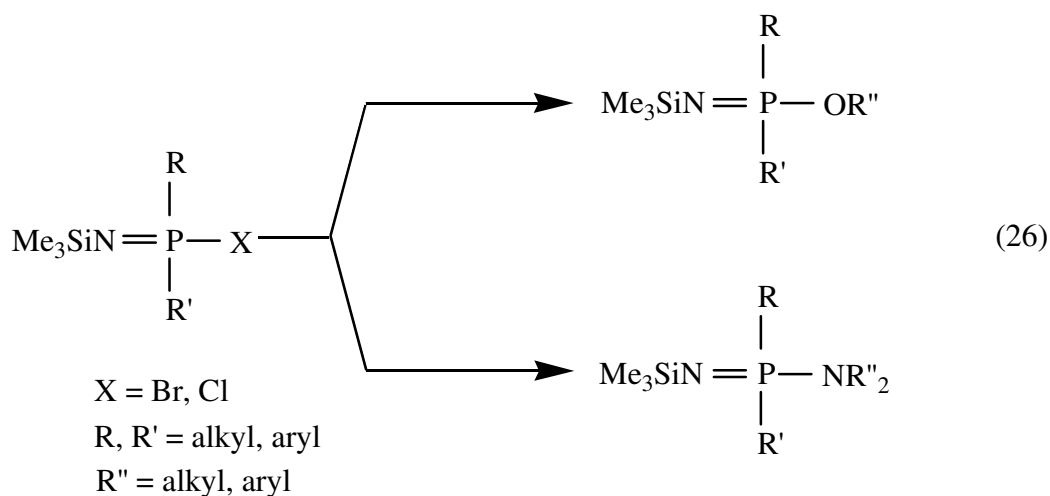 R
Me₃SiN=P—OR"
R'
R
Me₃SiN=P—X
R'
(26)
R
Me₃SiN=P—NR"₂
R'
X = Br, Cl
R, R' = alkyl, aryl
R" = alkyl, aryl